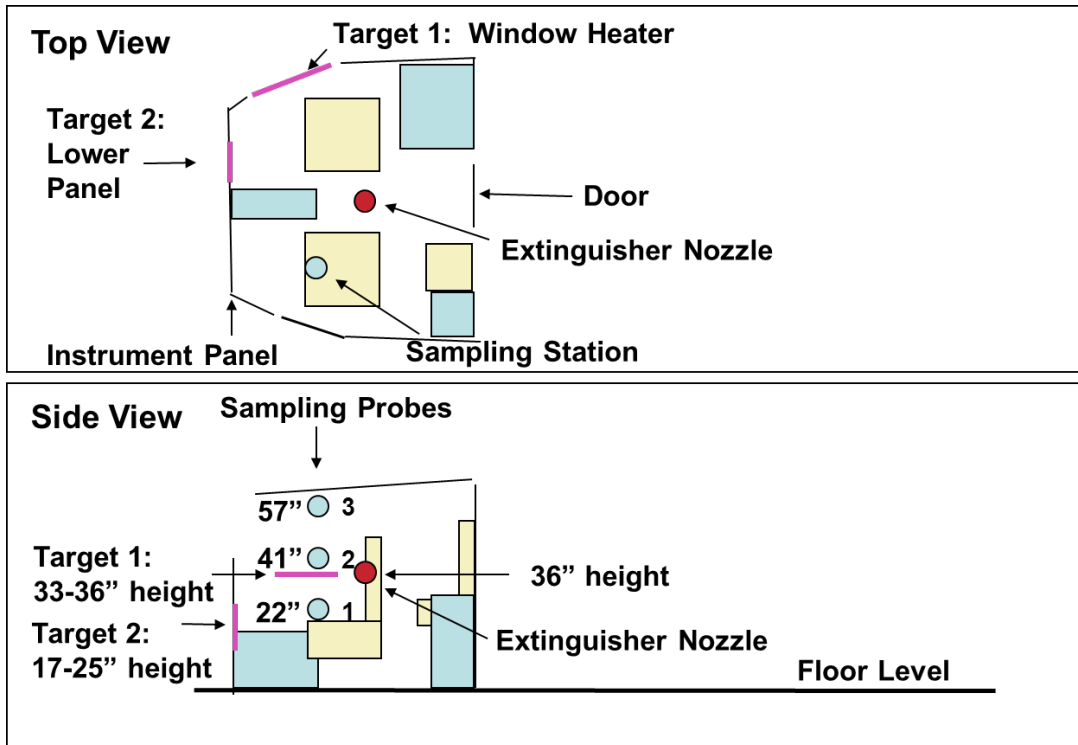 Top View
Target 1: Window Heater
Target 2:
Lower
Panel
Door
Extinguisher Nozzle
Instrument Panel
Sampling Station
Side View
Sampling Probes
57” 3
41” 2
22” 1
Target 1:
33-36” height
Target 2:
17-25” height
36” height
Extinguisher Nozzle
Floor Level